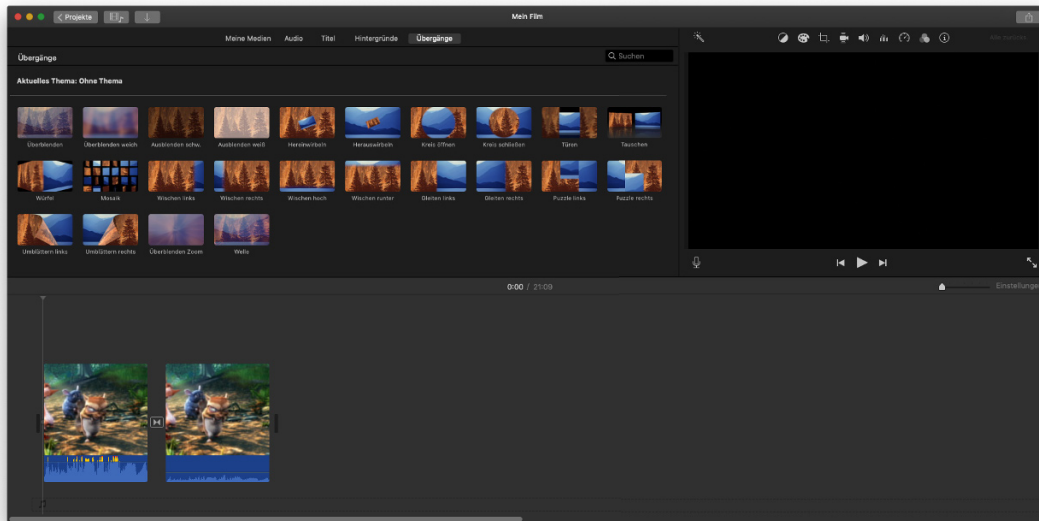 Projekte
Mein Film
Meine Medien Audio Titel Hintergründe Übergänge
Übergänge
Suchen
Aktuelles Thema: Ohne Thema
Überblenden Überblenden weich Ausblenden schw. Ausblenden weiß Hereinwirbeln Herauswirbeln Kreis öffnen Kreis schließen Türen Tauschen
Würfel Mosaik Wischen links Wischen rechts Wischen hoch Wischen runter Gleiten links Gleiten rechts Puzzle links Puzzle rechts
Umblättern links Umblättern rechts Überblenden Zoom Welle
0:00 / 21:09
Einstellunge